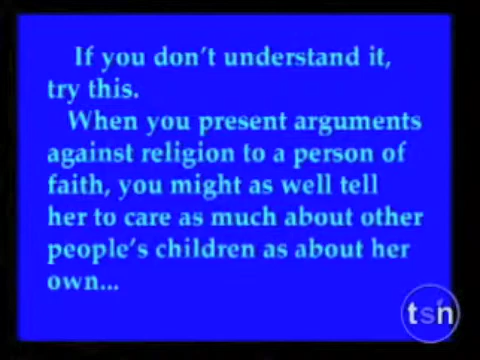 If you don't understand it,
try this.
When you present arguments
against religion to a person of
faith, you might as well tell
her to care as much about other
people's children as about her
own...
tsn